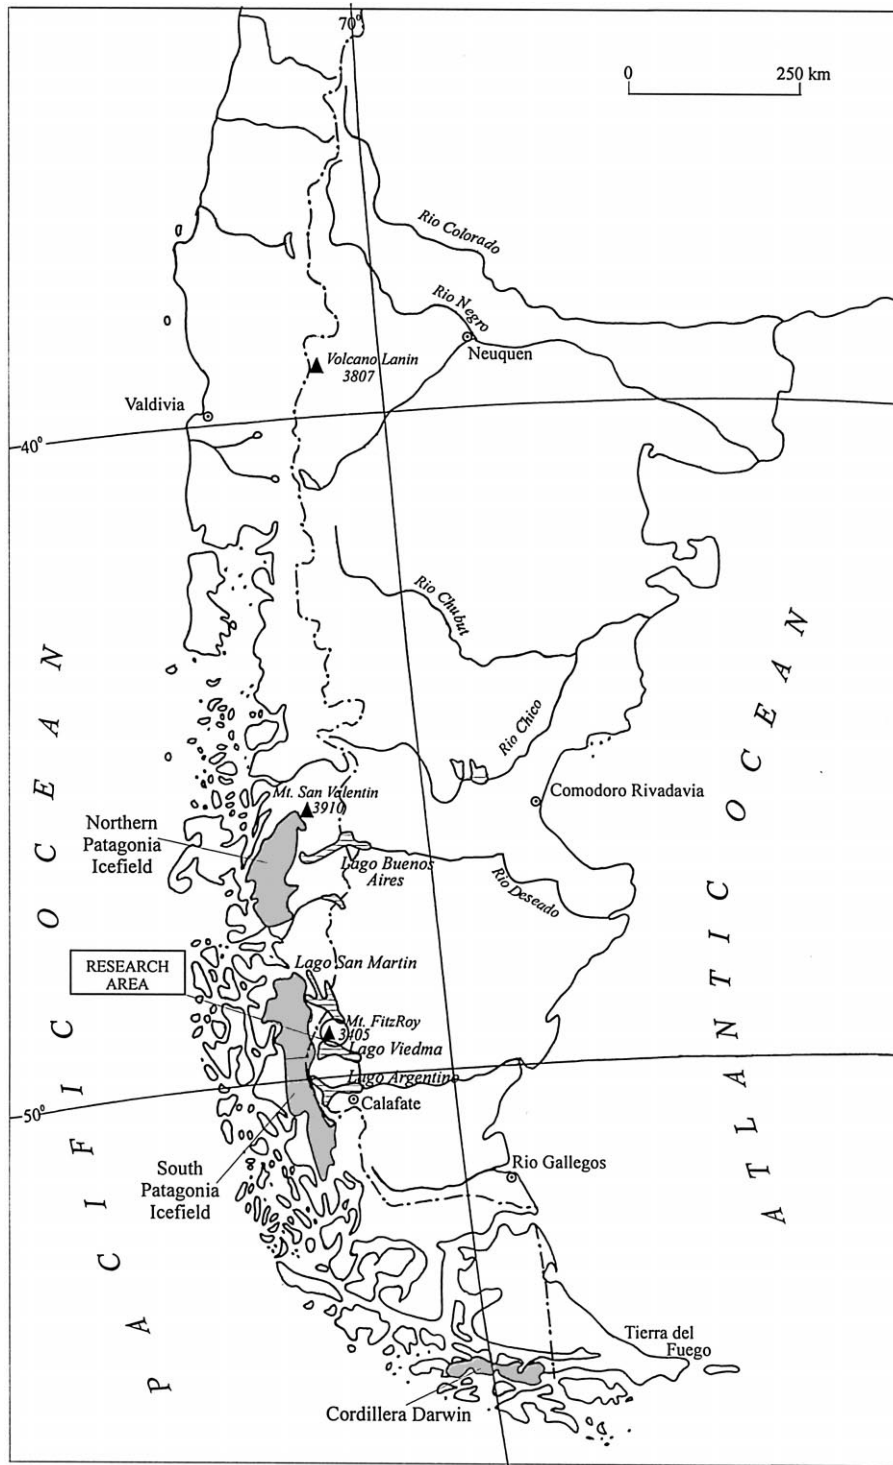 70°
0 250 km
Rio Colorado
Rio Negro
Neuquen
Volcano Lanin
3807
Valdivia
40°
Rio Chubut
Rio Chico
PACIFIC OCEAN
ATLANTIC OCEAN
Mt. San Valentin
3910
Comodoro Rivadavia
Northern
Patagonia
Icefield
Lago Buenos
Aires
Rio Deseado
RESEARCH
AREA
Lago San Martin
Mt. FitzRoy
3405
Lago Viedma
Lago Argentino
Calafate
50°
South
Patagonia
Icefield
Rio Gallegos
Tierra del
Fuego
Cordillera Darwin